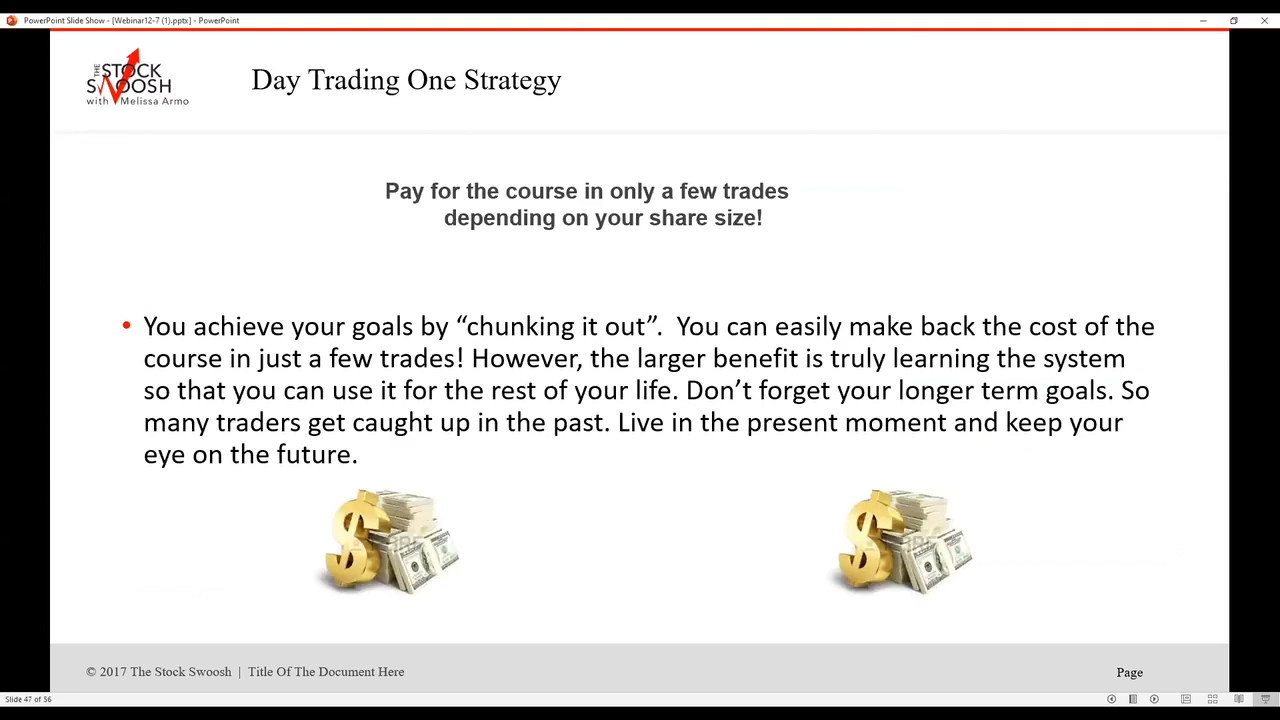 PowerPoint Slide Show - [Webinar12-7 (1).pptx] - PowerPoint
THE STOCK
SWOOSH
with Melissa Armo
Day Trading One Strategy
Pay for the course in only a few trades
depending on your share size!
• You achieve your goals by “chunking it out”.  You can easily make back the cost of the
course in just a few trades! However, the larger benefit is truly learning the system
so that you can use it for the rest of your life. Don’t forget your longer term goals. So
many traders get caught up in the past. Live in the present moment and keep your
eye on the future.
© 2017 The Stock Swoosh | Title Of The Document Here
Page
Slide 47 of 56